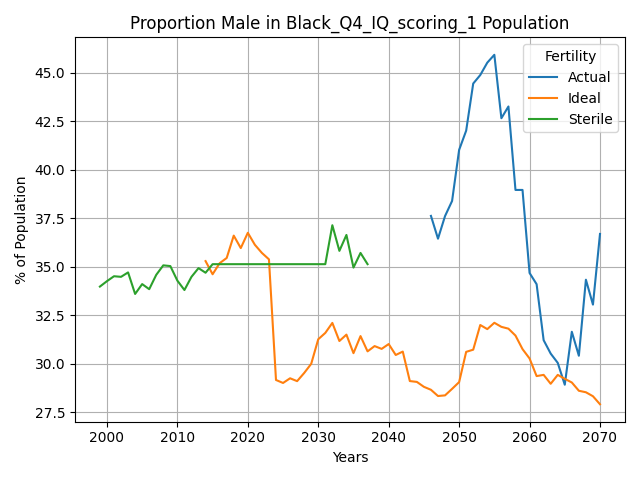 Proportion Male in Black_Q4_IQ_scoring_1 Population
Fertility
Actual
Ideal
Sterile
% of Population
45.0
42.5
40.0
37.5
35.0
32.5
30.0
27.5
2000 2010 2020 2030 2040 2050 2060 2070
Years